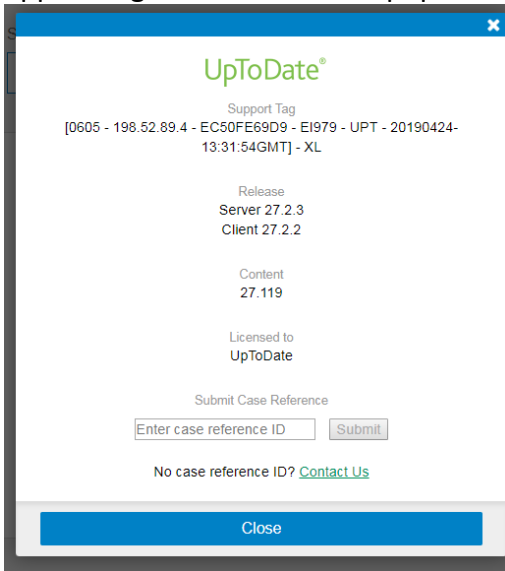 UpToDate®
Support Tag
[0605 - 198.52.89.4 - EC50FE69D9 - EI979 - UPT - 20190424-
13:31:54GMT] - XL
Release
Server 27.2.3
Client 27.2.2
Content
27.119
Licensed to
UpToDate
Submit Case Reference
Enter case reference ID Submit
No case reference ID? Contact Us
Close